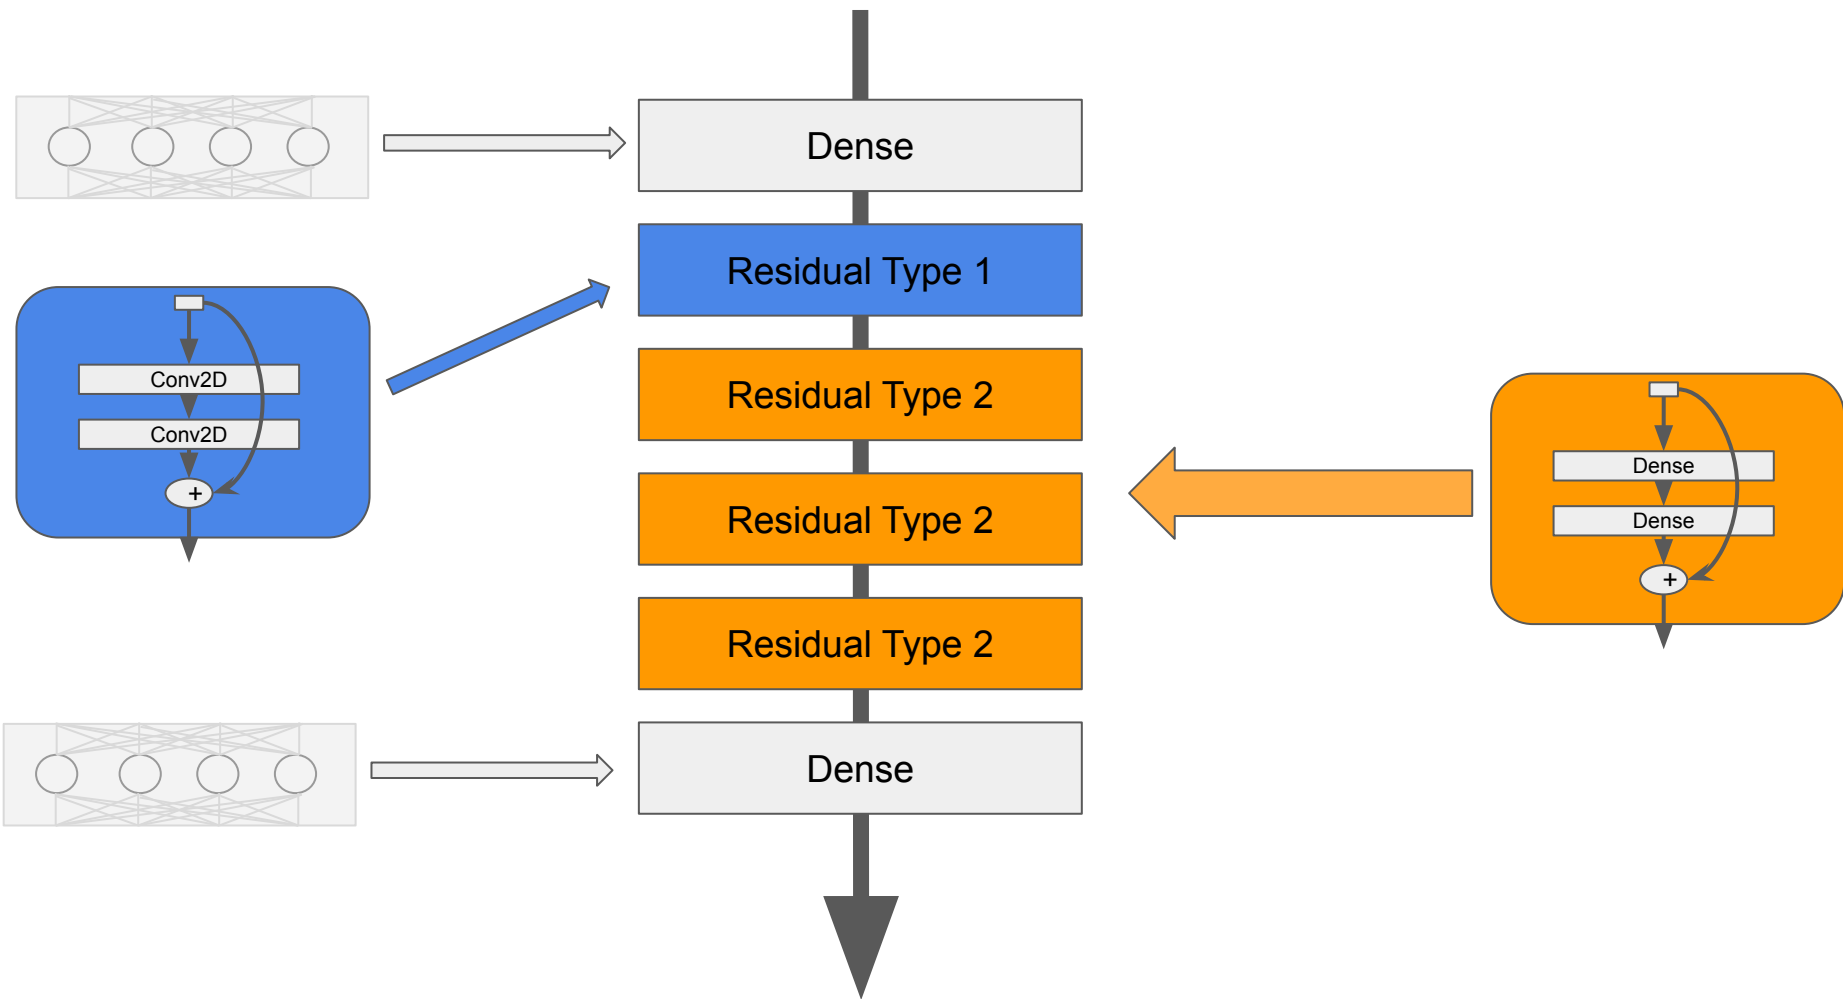 Dense
Residual Type 1
Conv2D
Conv2D
+
Residual Type 2
Residual Type 2
Residual Type 2
Dense
Dense
Dense
+